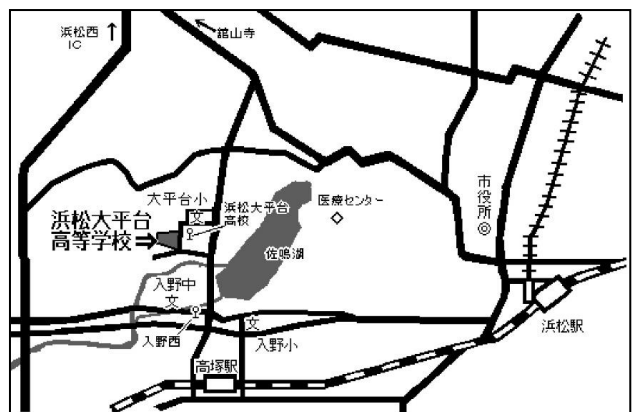 浜松西
IC
舘山寺
大平台小
文
浜松大平台
高校
医療センター
市役所
浜松大平台
高等学校
佐鳴湖
入野中
文
入野西
文
入野小
高塚駅
浜松駅